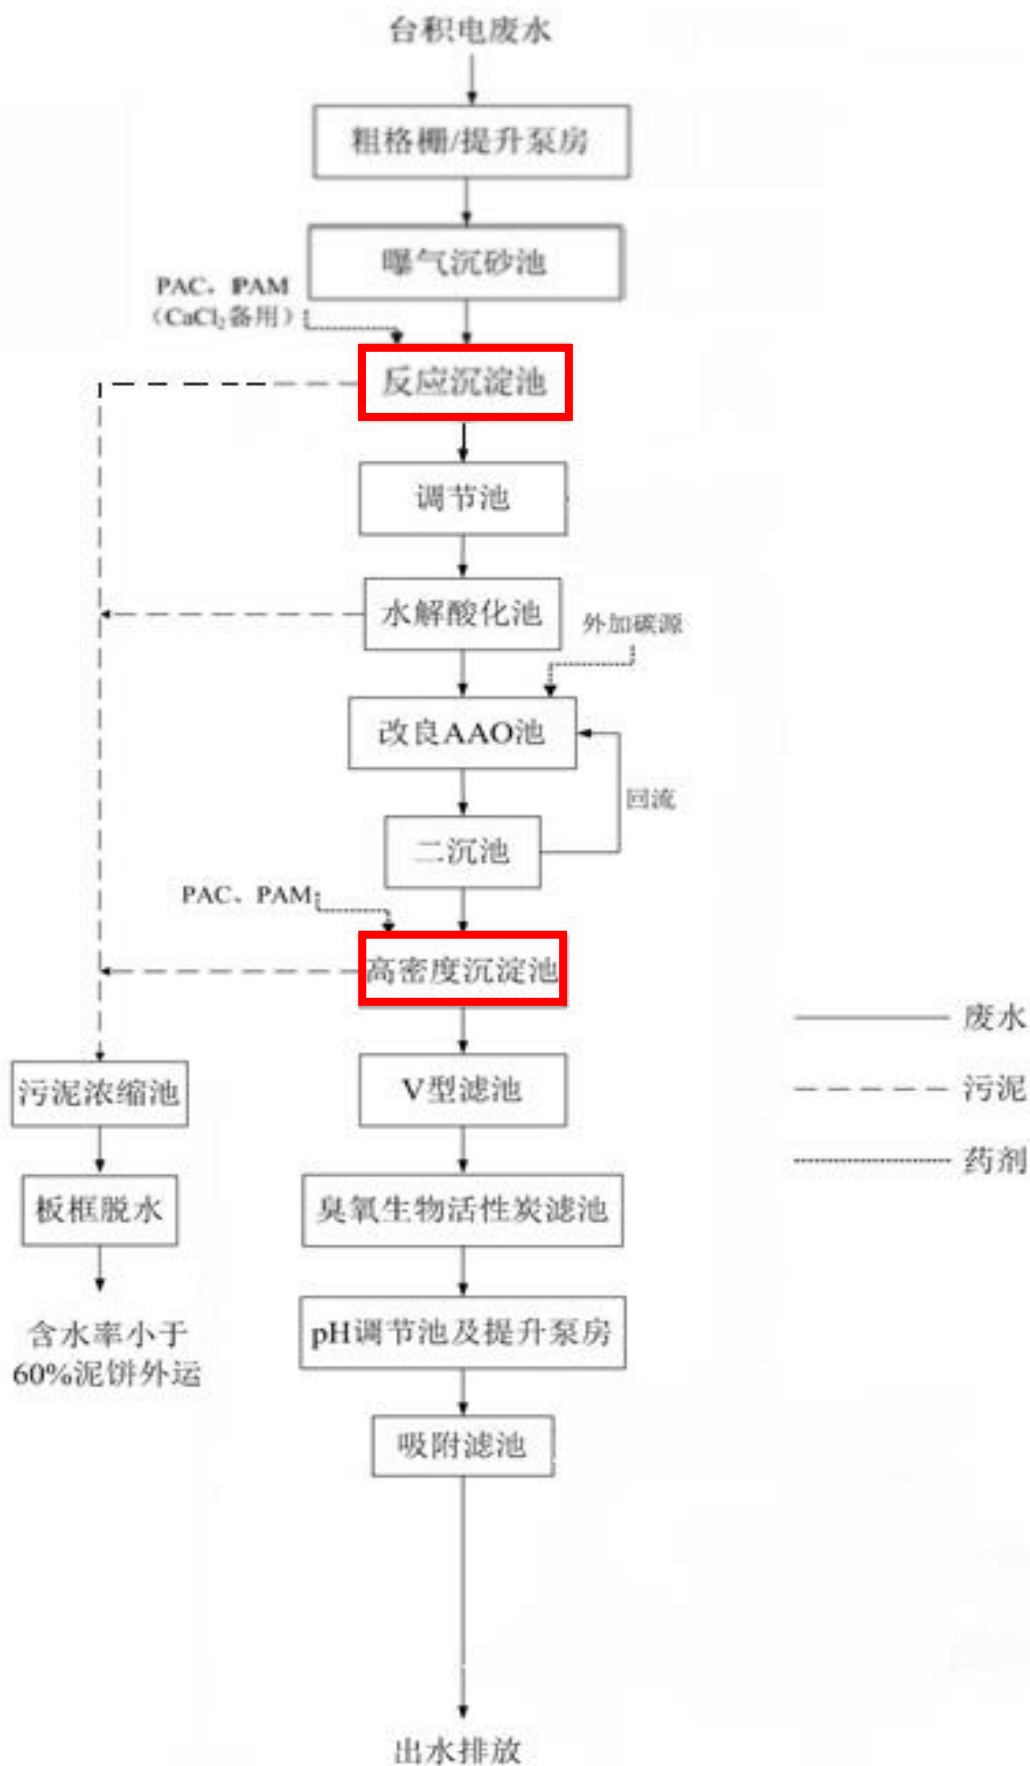 台积电废水
粗格栅/提升泵房
曝气沉砂池
PAC，PAM
（CaCl₂备用）
反应沉淀池
调节池
水解酸化池
外加碳源
改良AAO池
回流
二沉池
PAC、PAM
高密度沉淀池
废水
V型滤池
污泥浓缩池
污泥
药剂
板框脱水
臭氧生物活性炭滤池
含水率小于
60%泥饼外运
pH调节池及提升泵房
吸附滤池
出水排放